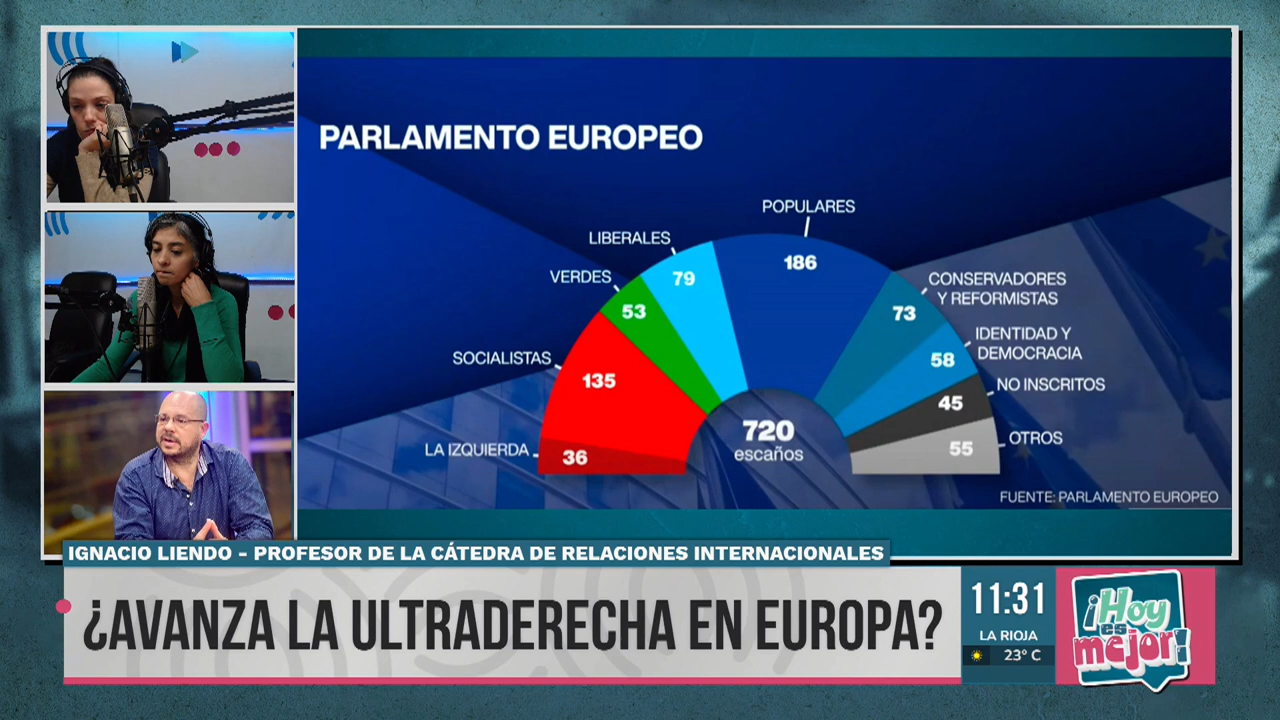 PARLAMENTO EUROPEO
POPULARES
186
LIBERALES
79
VERDES
53
CONSERVADORES
Y REFORMISTAS
73
IDENTIDAD Y
DEMOCRACIA
58
SOCIALISTAS
135
NO INSCRITOS
45
720
escaños
OTROS
55
LA IZQUIERDA
36
FUENTE: PARLAMENTO EUROPEO
IGNACIO LIENDO - PROFESOR DE LA CÁTEDRA DE RELACIONES INTERNACIONALES
¿AVANZA LA ULTRADERECHA EN EUROPA?
11:31
LA RIOJA
23° C
¡Hoy
es
mejor!